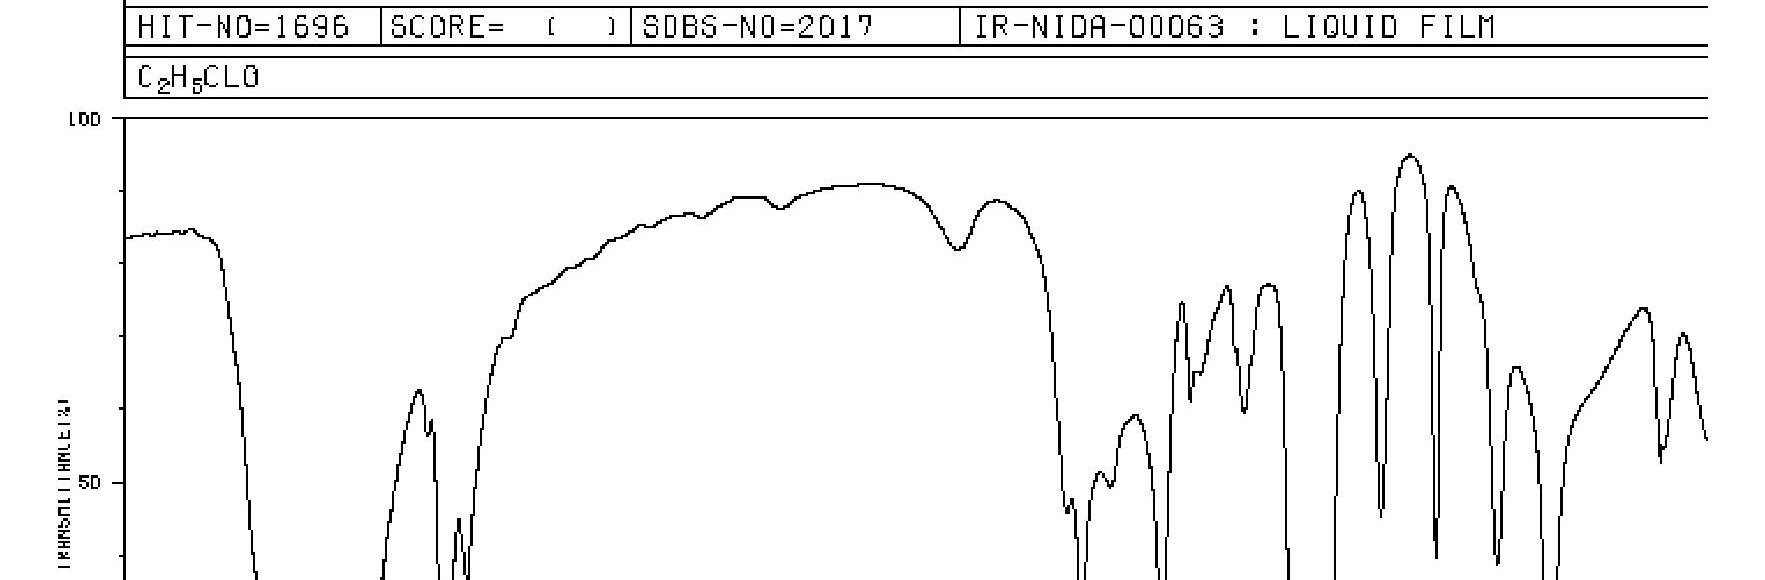 HIT-NO=1696 SCORE= ( ) SDBS-NO=2017 IR-NIDA-00063 : LIQUID FILM
C₂H₅CLO
100
50